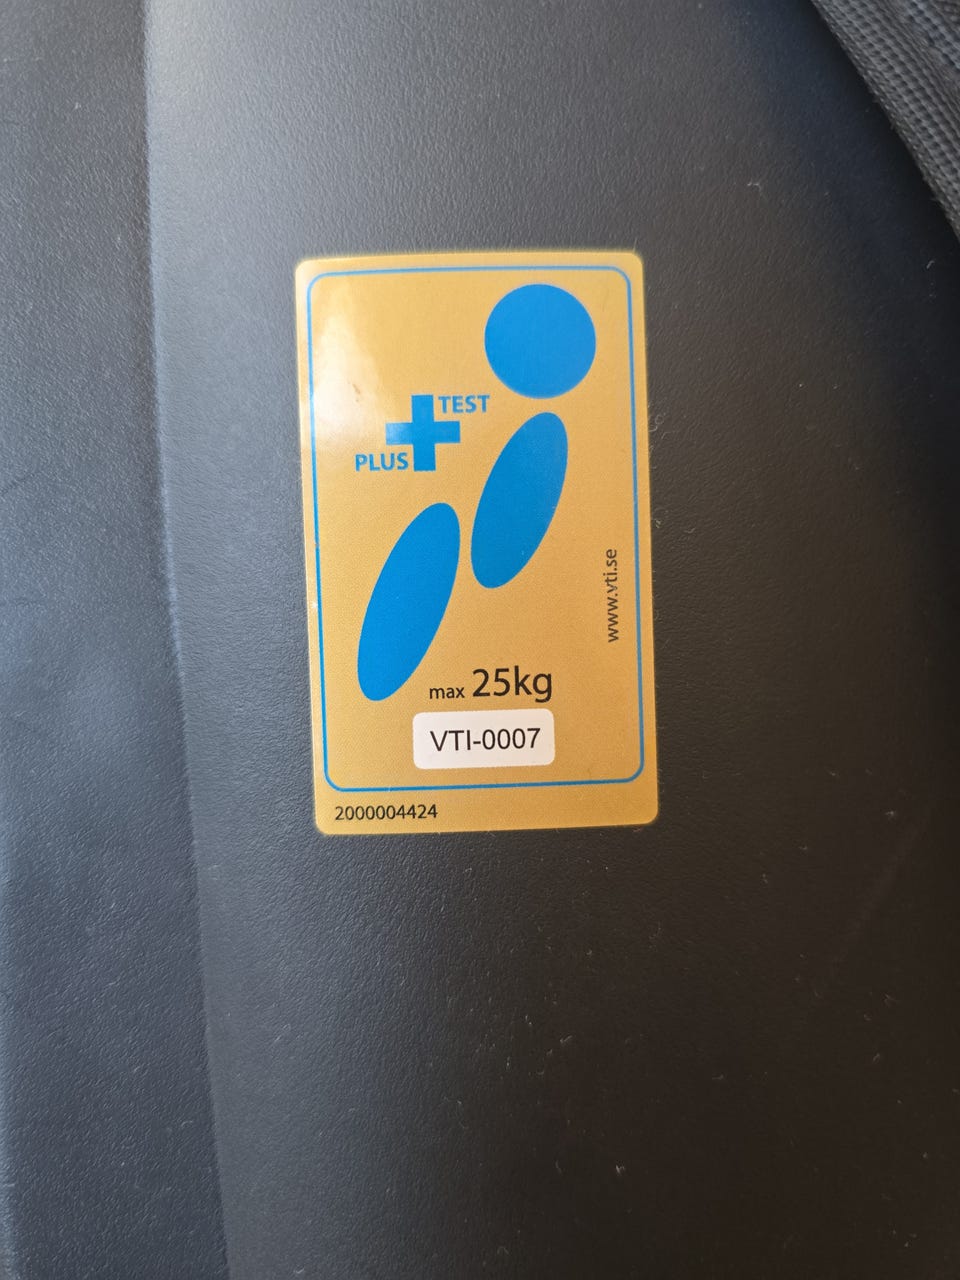 TEST
PLUS
www.vti.se
max 25kg
VTI-0007
2000004424